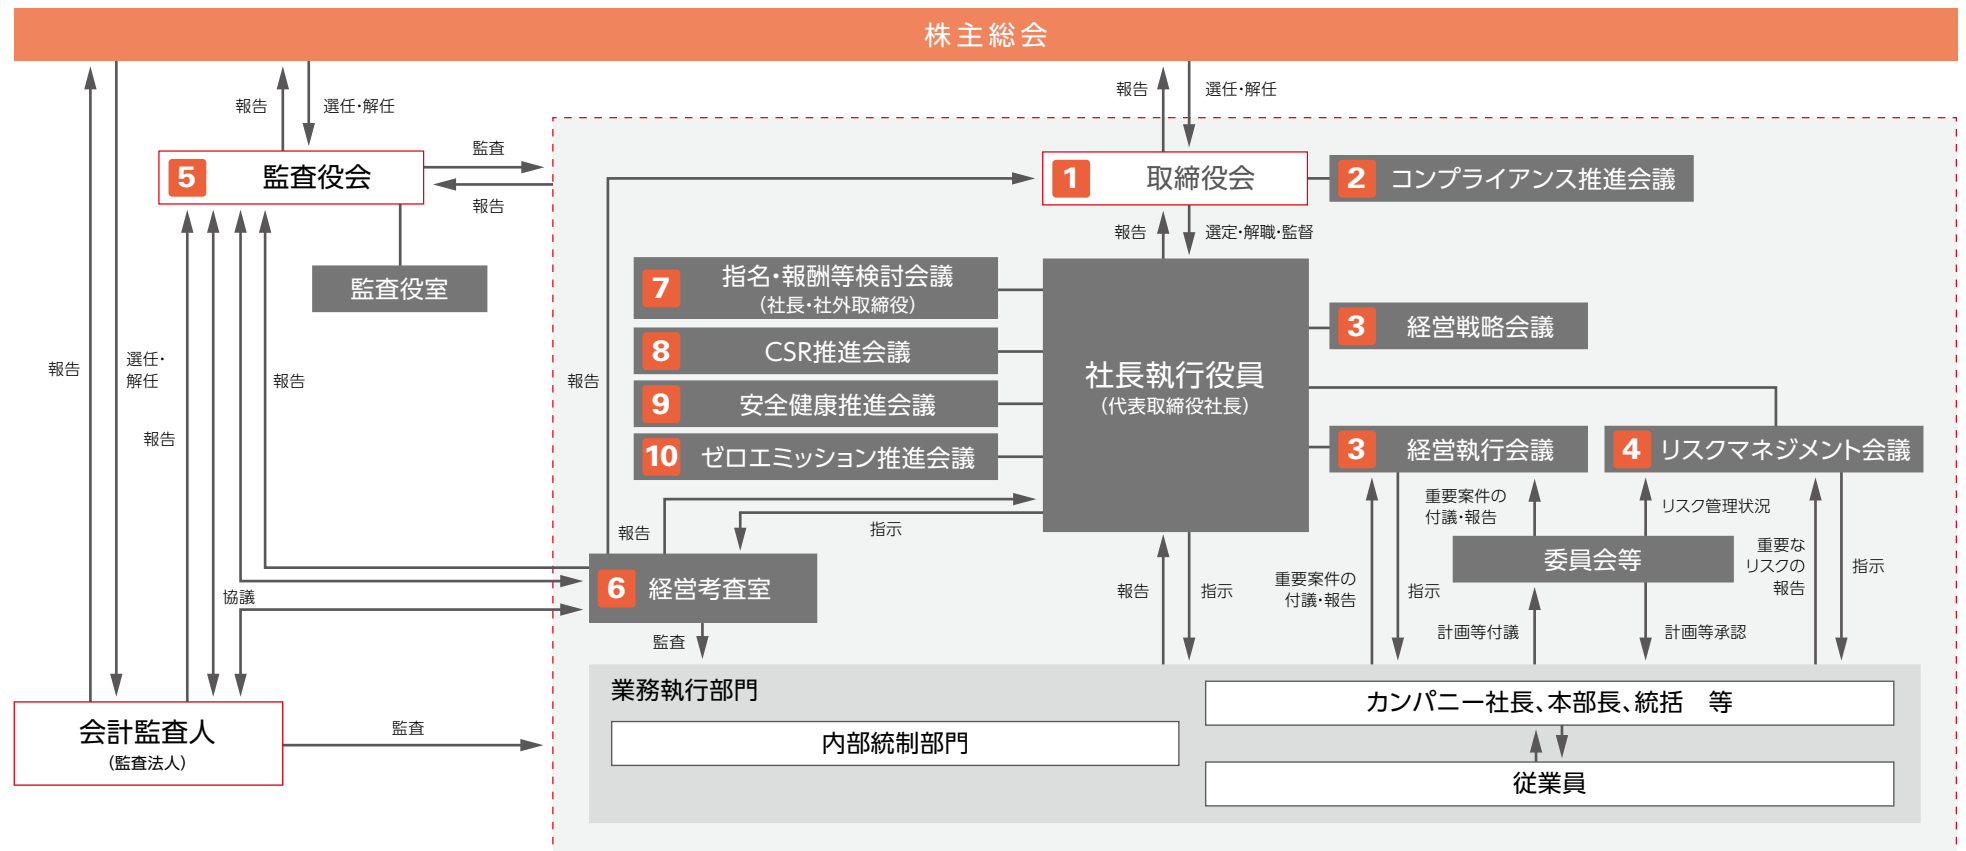 株主総会
報告
選任・解任
報告
選任・解任
5 監査役会
監査
報告
1 取締役会
2 コンプライアンス推進会議
報告
選定・解職・監督
監査役室
7 指名・報酬等検討会議
（社長・社外取締役）
8 CSR推進会議
9 安全健康推進会議
10 ゼロエミッション推進会議
社長執行役員
（代表取締役社長）
3 経営戦略会議
3 経営執行会議
4 リスクマネジメント会議
報告
選任・
解任
報告
報告
報告
報告
指示
重要案件の
付議・報告
リスク管理状況
委員会等
重要な
リスクの
報告
指示
6 経営考査室
協議
報告
指示
重要案件の
付議・報告
指示
計画等付議
計画等承認
監査
業務執行部門
内部統制部門
カンパニー社長、本部長、統括　等
従業員
会計監査人
（監査法人）
監査